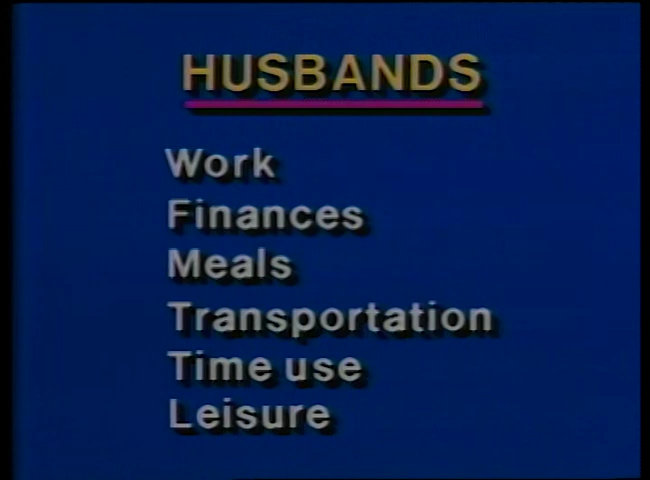 HUSBANDS
Work
Finances
Meals
Transportation
Time use
Leisure